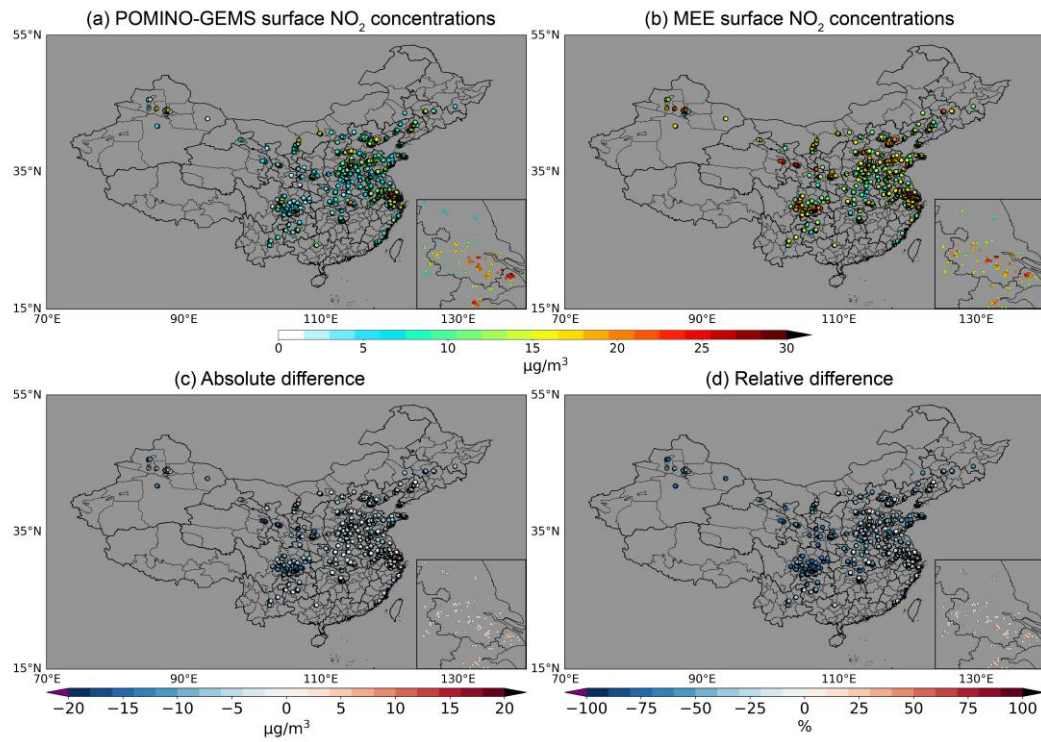 (a) POMINO-GEMS surface NO₂ concentrations
(b) MEE surface NO₂ concentrations
55°N
55°N
35°N
35°N
15°N
15°N
70°E 90°E 110°E 130°E
70°E 90°E 110°E 130°E
0 5 10 15 20 25 30
μg/m³
(c) Absolute difference
(d) Relative difference
55°N
55°N
35°N
35°N
15°N
15°N
70°E 90°E 110°E 130°E
70°E 90°E 110°E 130°E
−20 −15 −10 −5 0 5 10 15 20
μg/m³
−100 −75 −50 −25 0 25 50 75 100
%